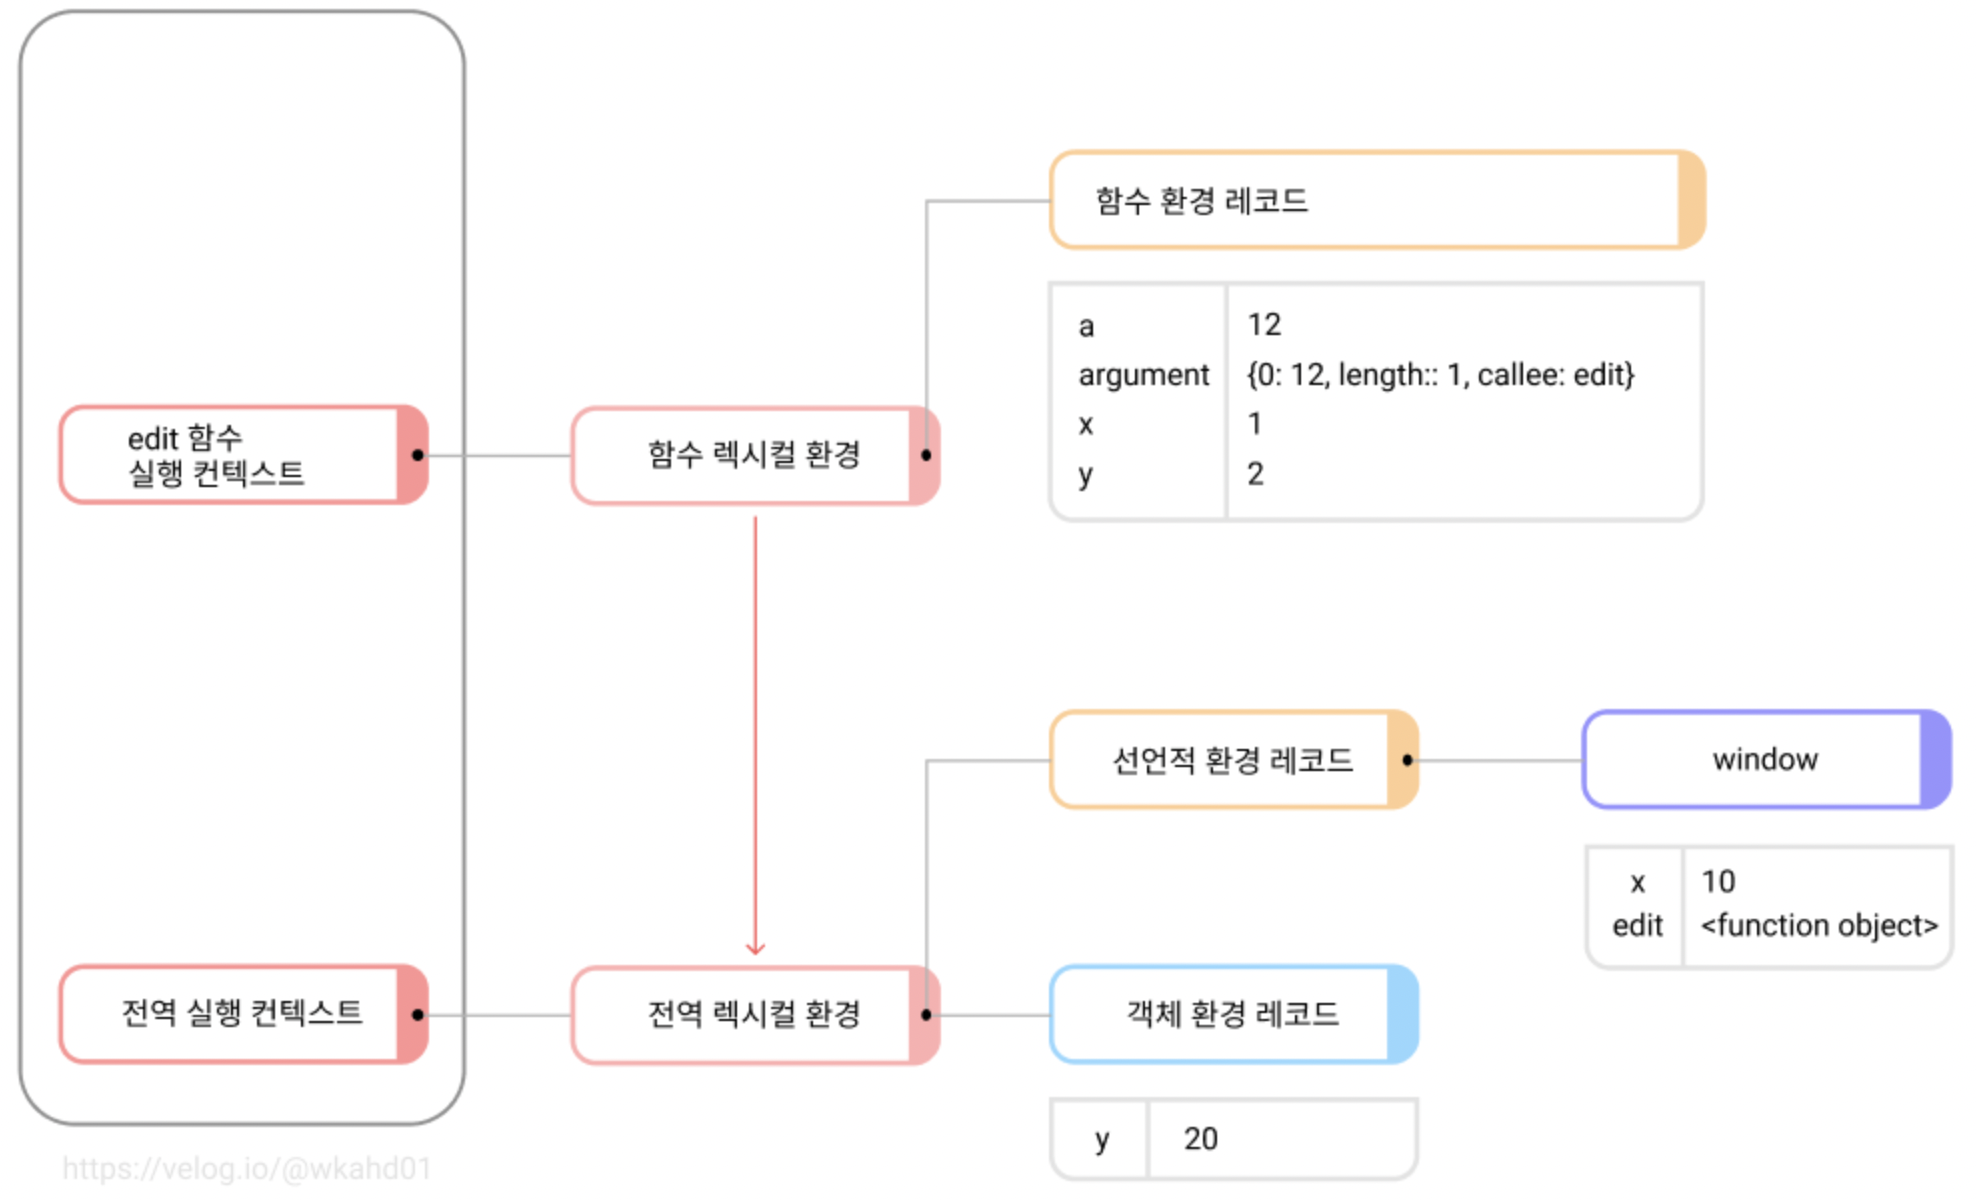 함수 환경 레코드
a 12
argument {0: 12, length:: 1, callee: edit}
x 1
y 2
edit 함수
실행 컨텍스트
함수 렉시컬 환경
선언적 환경 레코드
window
x 10
edit <function object>
전역 실행 컨텍스트
전역 렉시컬 환경
객체 환경 레코드
y 20
https://velog.io/@wkahd01